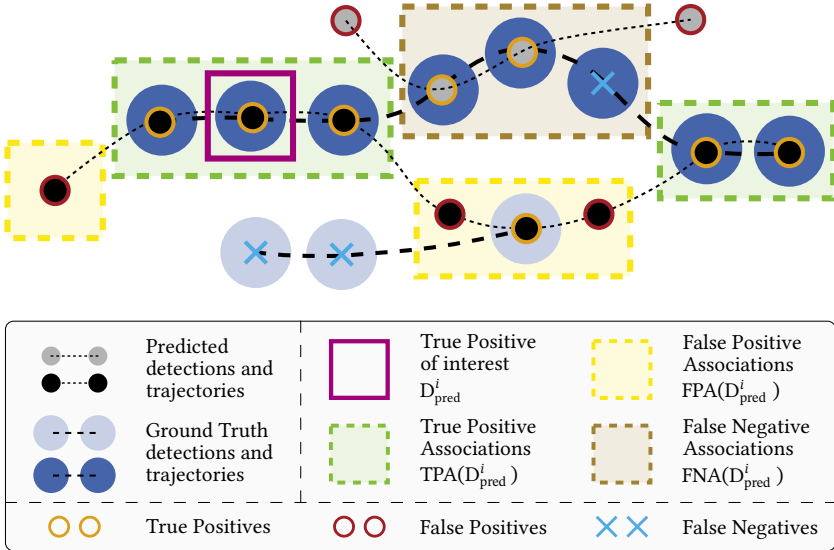 Predicted
detections and
trajectories
Ground Truth
detections and
trajectories
True Positive
of interest
D^i_pred
True Positive
Associations
TPA(D^i_pred)
False Positive
Associations
FPA(D^i_pred)
False Negative
Associations
FNA(D^i_pred)
True Positives
False Positives
False Negatives